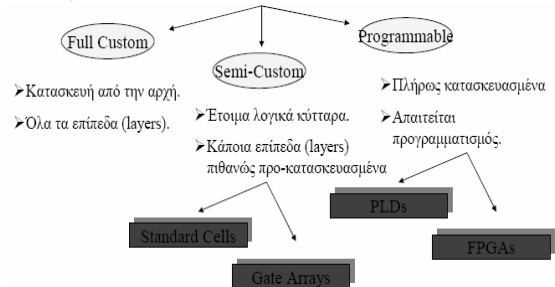 Full Custom
Semi-Custom
Programmable
➤Κατασκευή από την αρχή.
➤Όλα τα επίπεδα (layers).
➤Έτοιμα λογικά κύτταρα.
➤Κάποια επίπεδα (layers)
πιθανώς προ-κατασκευασμένα
➤Πλήρως κατασκευασμένα
➤Απαιτείται
προγραμματισμός.
Standard Cells
Gate Arrays
PLDs
FPGAs